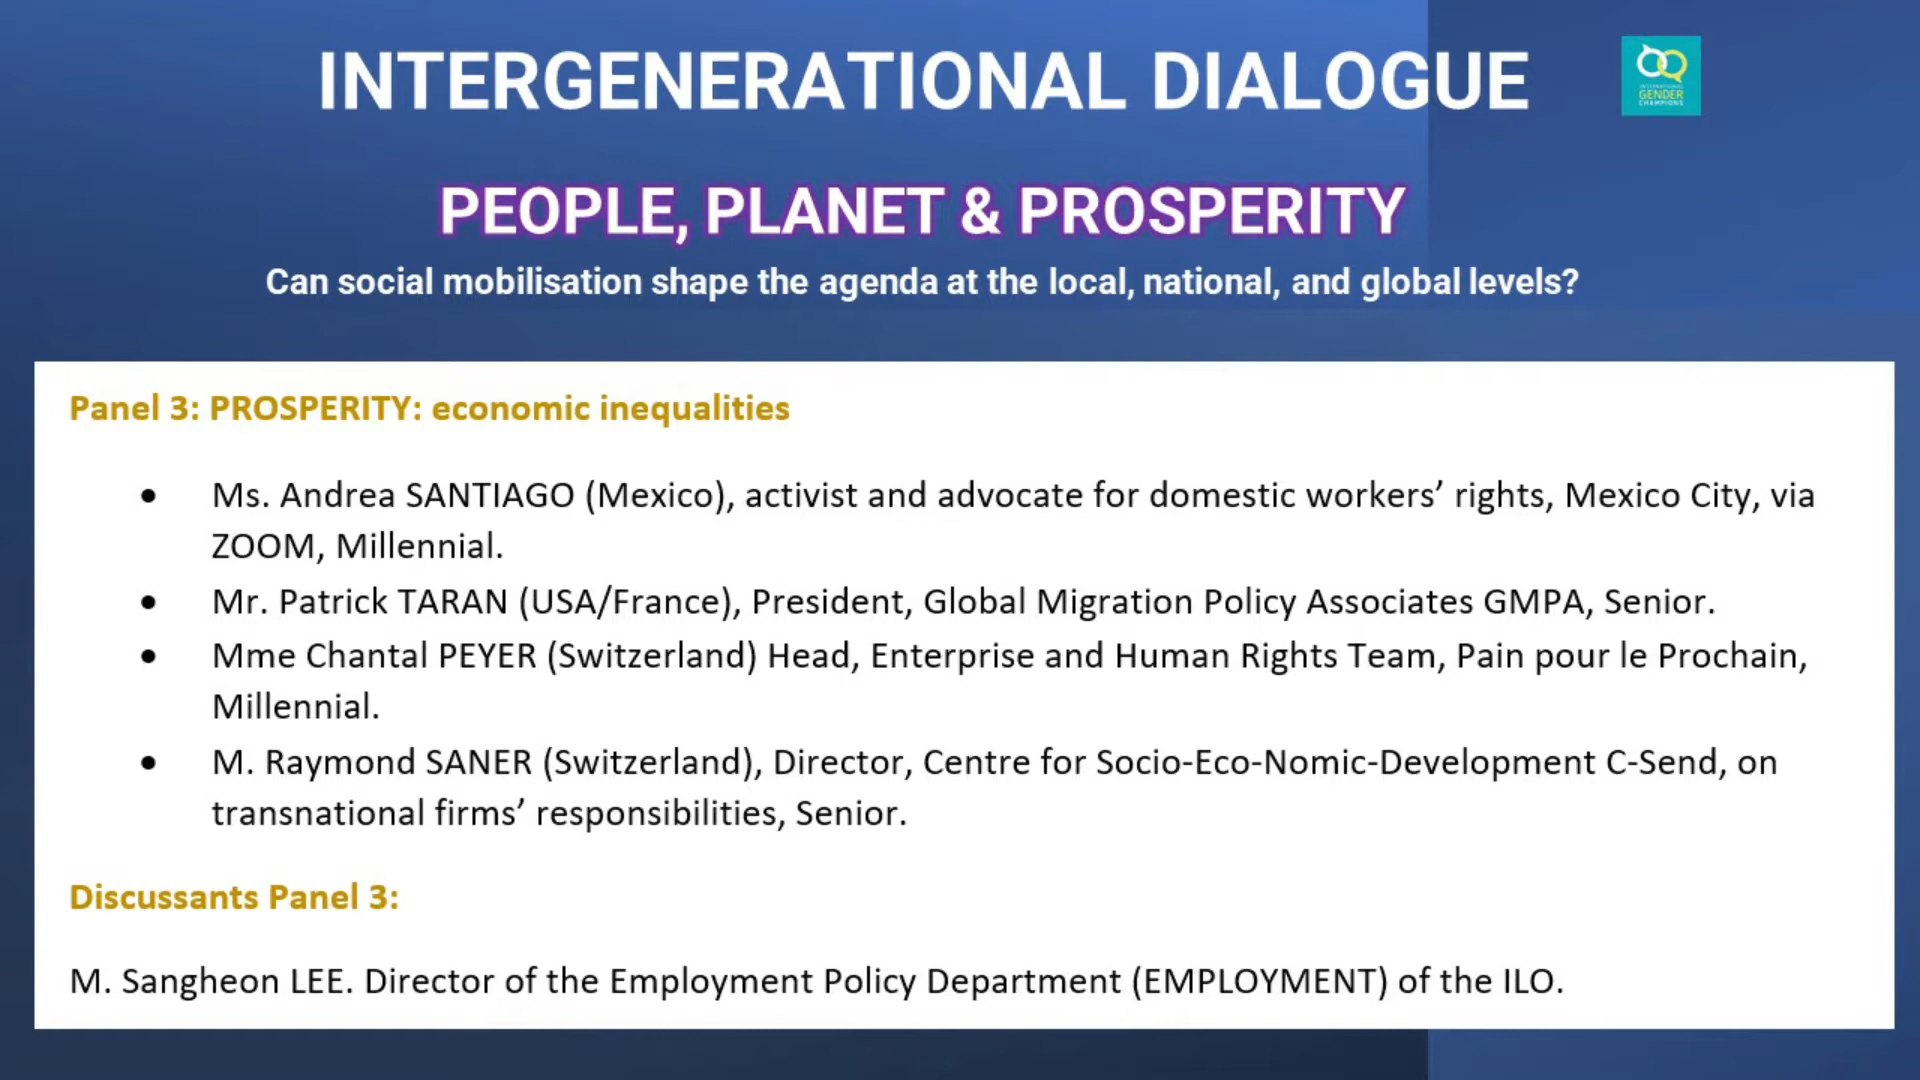 INTERGENERATIONAL DIALOGUE
INTERNATIONAL
GENDER
CHAMPIONS
PEOPLE, PLANET & PROSPERITY
Can social mobilisation shape the agenda at the local, national, and global levels?
Panel 3: PROSPERITY: economic inequalities
• Ms. Andrea SANTIAGO (Mexico), activist and advocate for domestic workers’ rights, Mexico City, via
ZOOM, Millennial.
• Mr. Patrick TARAN (USA/France), President, Global Migration Policy Associates GMPA, Senior.
• Mme Chantal PEYER (Switzerland) Head, Enterprise and Human Rights Team, Pain pour le Prochain,
Millennial.
• M. Raymond SANER (Switzerland), Director, Centre for Socio-Eco-Nomic-Development C-Send, on
transnational firms’ responsibilities, Senior.
Discussants Panel 3:
M. Sangheon LEE. Director of the Employment Policy Department (EMPLOYMENT) of the ILO.